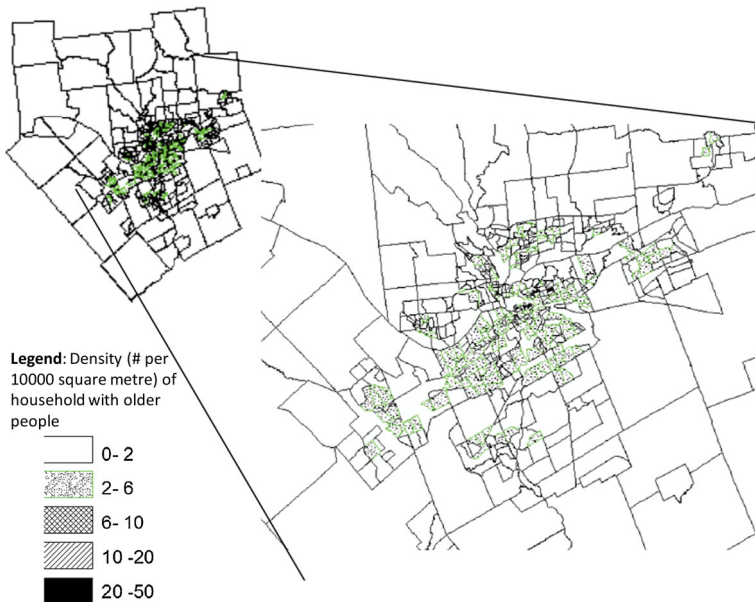 Legend: Density (# per
10000 square metre) of
household with older
people
0- 2
2- 6
6- 10
10 -20
20 -50